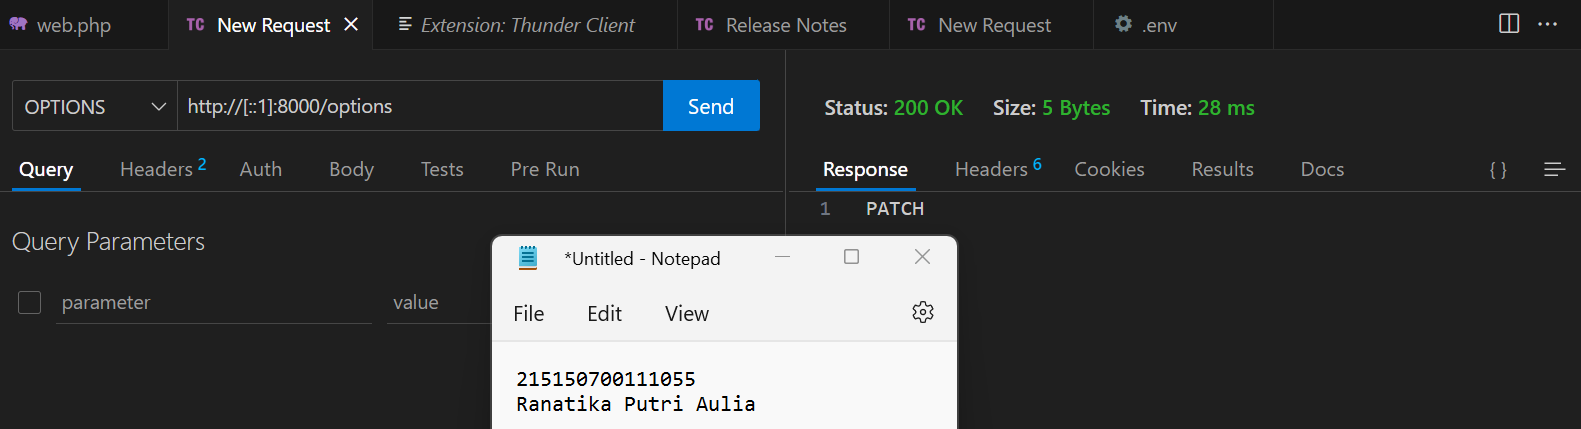 web.php TC New Request Extension: Thunder Client TC Release Notes TC New Request .env
OPTIONS http://[::1]:8000/options Send
Status: 200 OK Size: 5 Bytes Time: 28 ms
Query Headers 2 Auth Body Tests Pre Run
Response Headers 6 Cookies Results Docs { }
1 PATCH
Query Parameters
parameter value
*Untitled - Notepad
File Edit View
215150700111055
Ranatika Putri Aulia